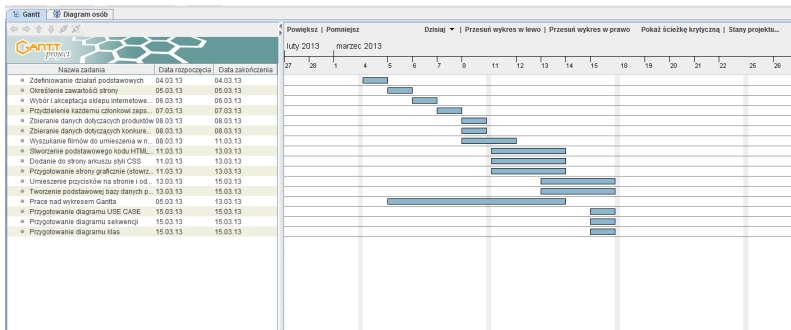 Gantt Diagram osób
Powiększ | Pomniejsz Dzisiaj | Przesuń wykres w lewo | Przesuń wykres w prawo Pokaż ścieżkę krytyczną | Stany projektu...
GANTT project
luty 2013 marzec 2013
27 28 1 4 5 6 7 8 11 12 13 14 15 18 19 20 21 22 25 26
Nazwa zadania Data rozpoczęcia Data zakończenia
Zdefiniowanie działań podstawowych 04.03.13 04.03.13
Określenie zawartości strony 05.03.13 05.03.13
Wybór i akceptacja sklepu internetowe... 06.03.13 06.03.13
Przydzielenie każdemu członkowi zeps... 07.03.13 07.03.13
Zbieranie danych dotyczących produktów 08.03.13 08.03.13
Zbieranie danych dotyczących konkure... 08.03.13 08.03.13
Wyszukanie filmów do umieszenia w n... 08.03.13 11.03.13
Stworzenie podstawowego kodu HTML... 11.03.13 13.03.13
Dodanie do strony arkuszu styli CSS 11.03.13 13.03.13
Przygotowanie strony graficznie (stowrz... 11.03.13 13.03.13
Umieszenie przycisków na stronie i od... 13.03.13 15.03.13
Tworzenie podstawowej bazy danych p... 13.03.13 15.03.13
Prace nad wykresem Gantta 05.03.13 13.03.13
Przygotowanie diagramu USE CASE 15.03.13 15.03.13
Przygotowanie diagramu sekwencji 15.03.13 15.03.13
Przygotowanie diagramu klas 15.03.13 15.03.13